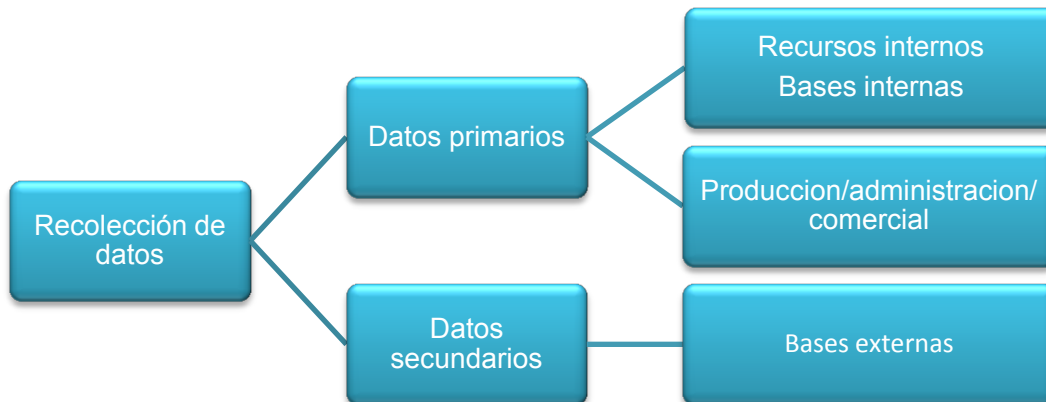 Recolección de
datos
Datos primarios
Recursos internos
Bases internas
Produccion/administracion/
comercial
Datos
secundarios
Bases externas